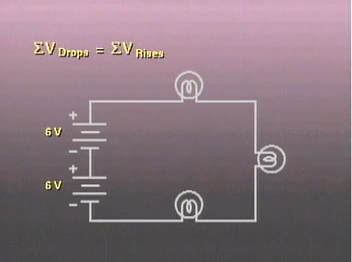 ΣV Drops = ΣV Rises
+
6 V
−
+
6 V
−